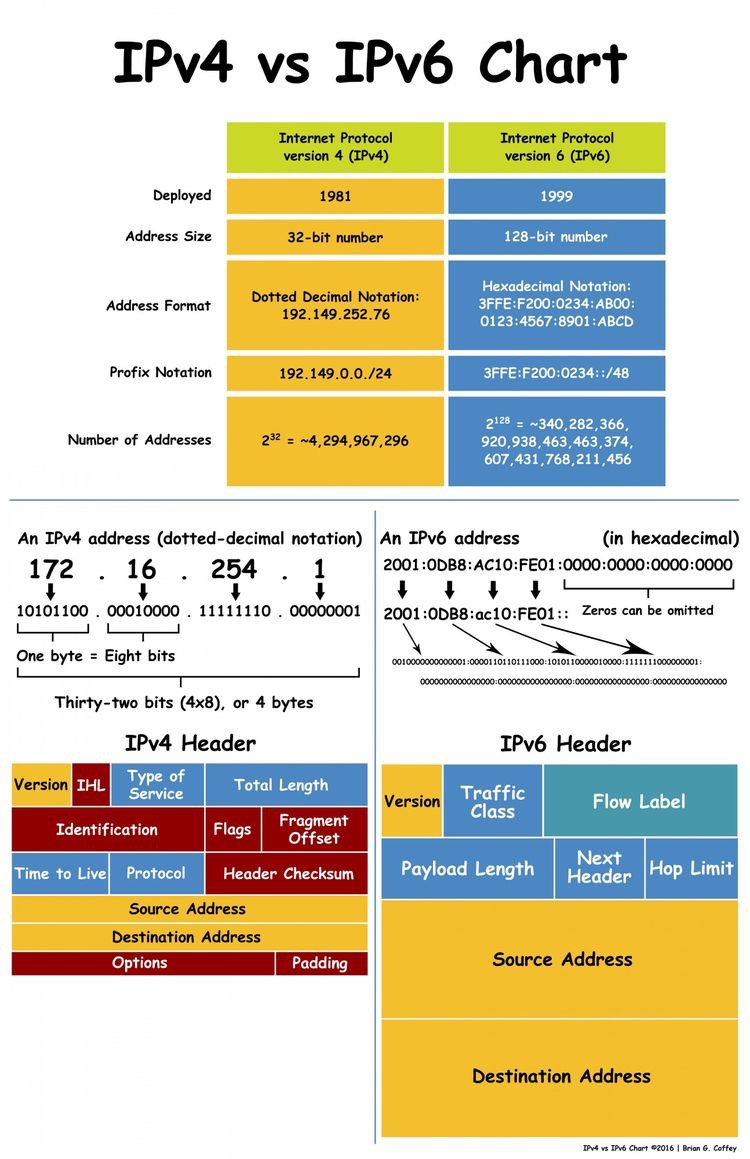 IPv4 vs IPv6 Chart
Internet Protocol
version 4 (IPv4)
Internet Protocol
version 6 (IPv6)
Deployed
1981
1999
Address Size
32-bit number
128-bit number
Address Format
Dotted Decimal Notation:
192.149.252.76
Hexadecimal Notation:
3FFE:F200:0234:AB00:
0123:4567:8901:ABCD
Profix Notation
192.149.0.0./24
3FFE:F200:0234::/48
Number of Addresses
2³² = ~4,294,967,296
2¹²⁸ = ~340,282,366,
920,938,463,463,374,
607,431,768,211,456
An IPv4 address (dotted-decimal notation)
172 . 16 . 254 . 1
10101100 . 00010000 . 11111110 . 00000001
One byte = Eight bits
Thirty-two bits (4x8), or 4 bytes
An IPv6 address (in hexadecimal)
2001:0DB8:AC10:FE01:0000:0000:0000:0000
2001:0DB8:ac10:FE01::
Zeros can be omitted
0010000000000001:0000110110111000:1010110000010000:1111111000000001:
0000000000000000:0000000000000000:0000000000000000:0000000000000000
IPv4 Header
Version
IHL
Type of
Service
Total Length
Identification
Flags
Fragment
Offset
Time to Live
Protocol
Header Checksum
Source Address
Destination Address
Options
Padding
IPv6 Header
Version
Traffic
Class
Flow Label
Payload Length
Next
Header
Hop Limit
Source Address
Destination Address
IPv4 vs IPv6 Chart ©2016 | Brian G. Coffey